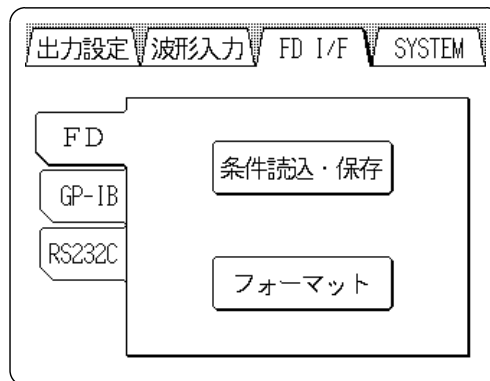 出力設定 波形入力 FD I/F SYSTEM
FD
条件読込・保存
GP-IB
RS232C
フォーマット